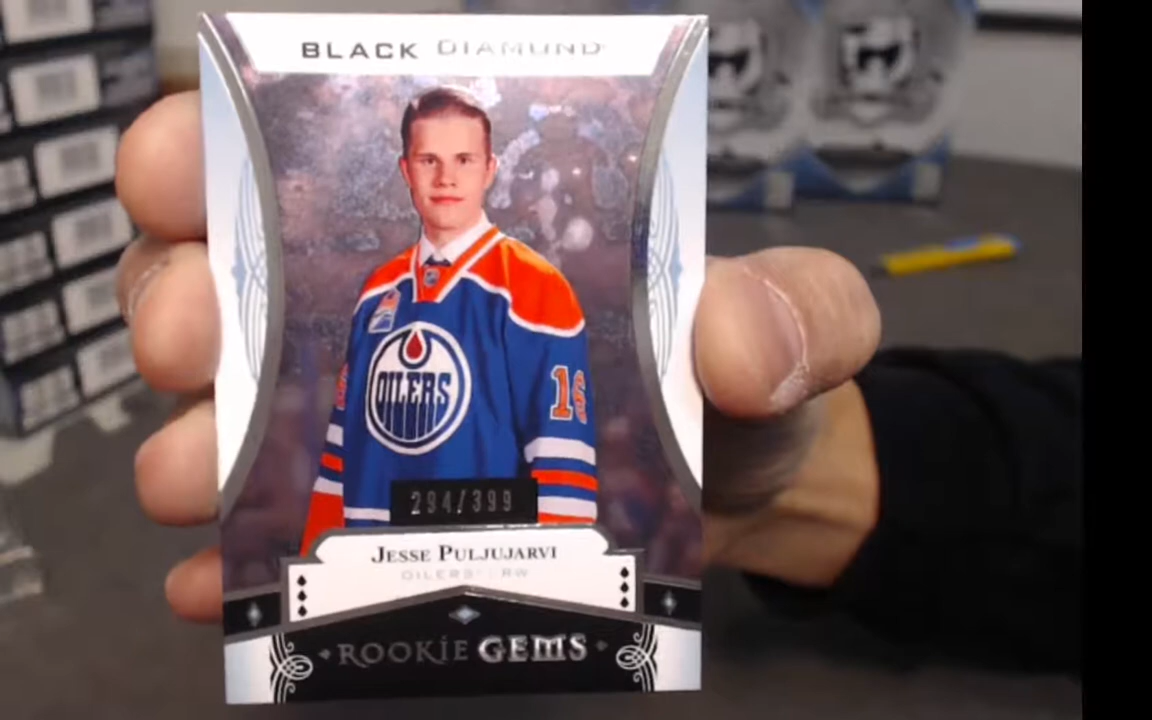 BLACK DIAMOND
OILERS
16
294/399
JESSE PULJUJARVI
OILERS RW
ROOKIE GEMS